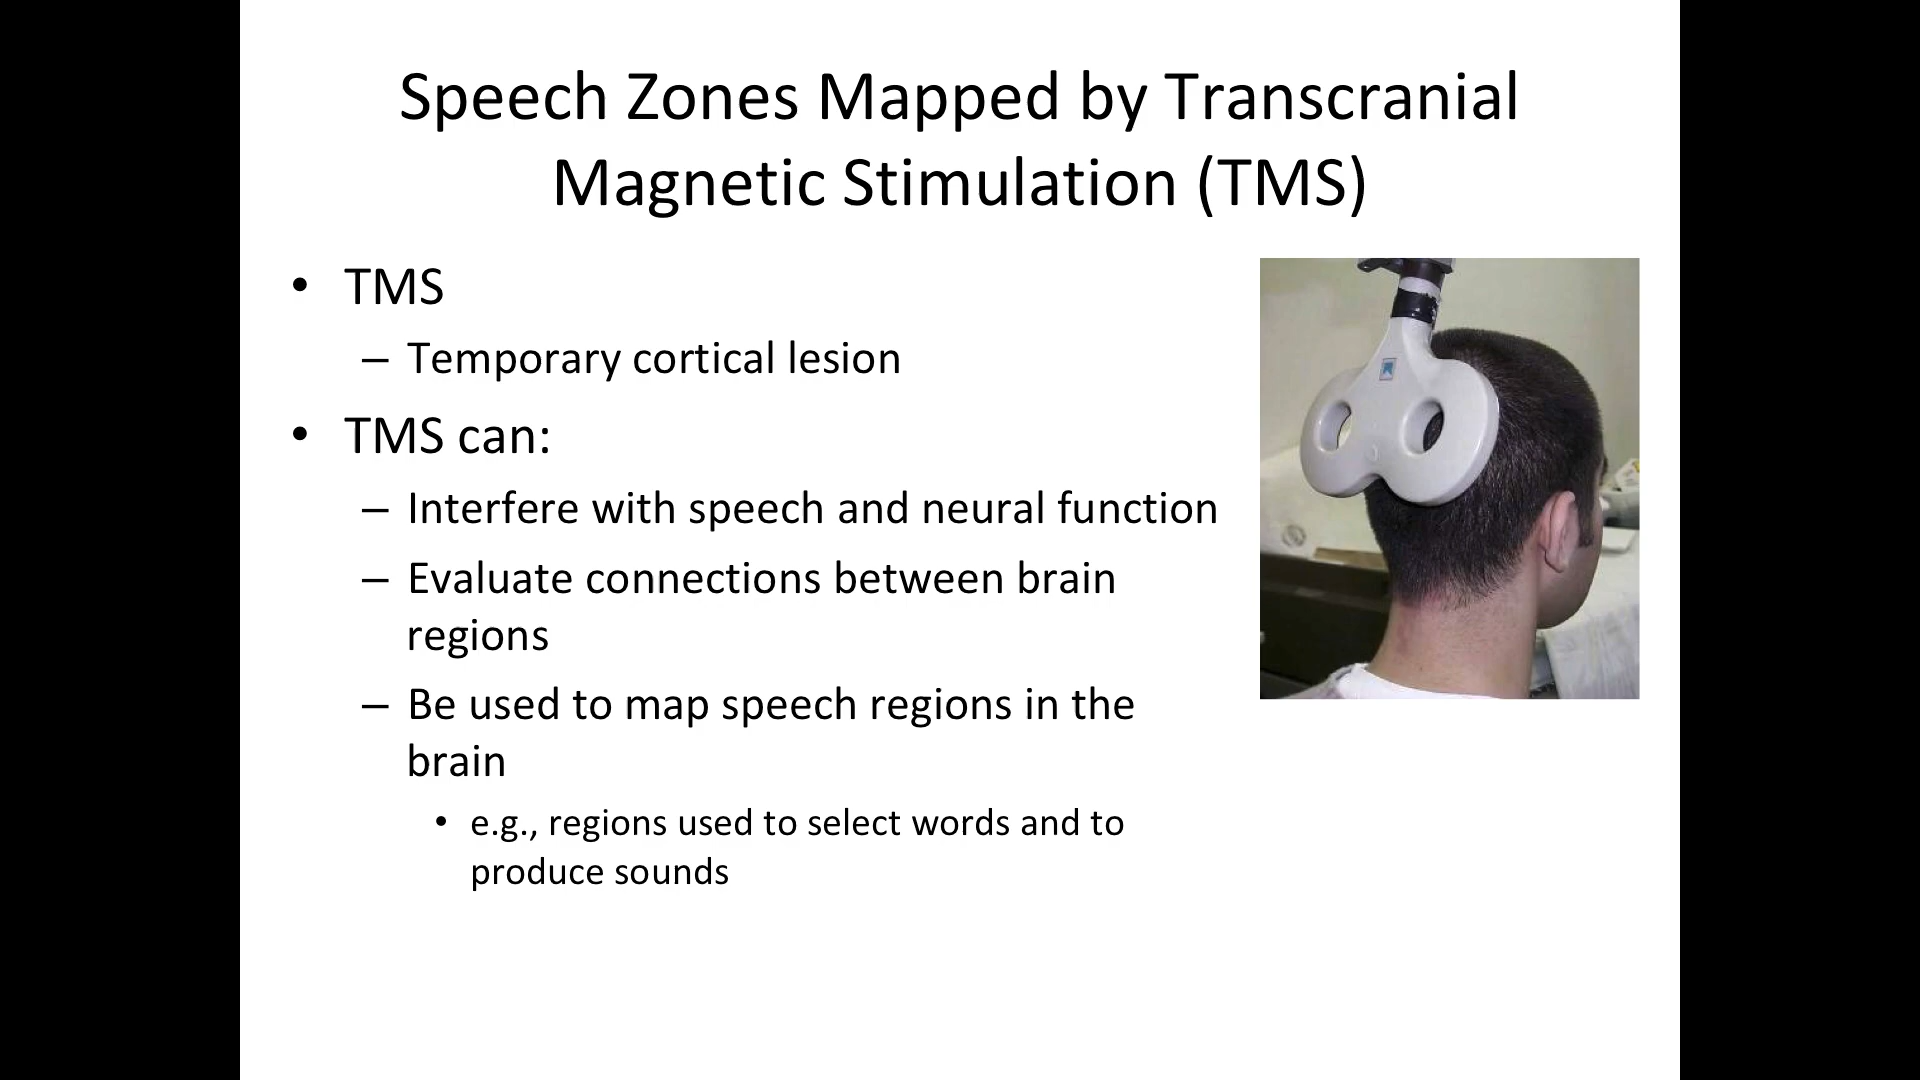 Speech Zones Mapped by Transcranial
Magnetic Stimulation (TMS)
• TMS
– Temporary cortical lesion
• TMS can:
– Interfere with speech and neural function
– Evaluate connections between brain
regions
– Be used to map speech regions in the
brain
• e.g., regions used to select words and to
produce sounds